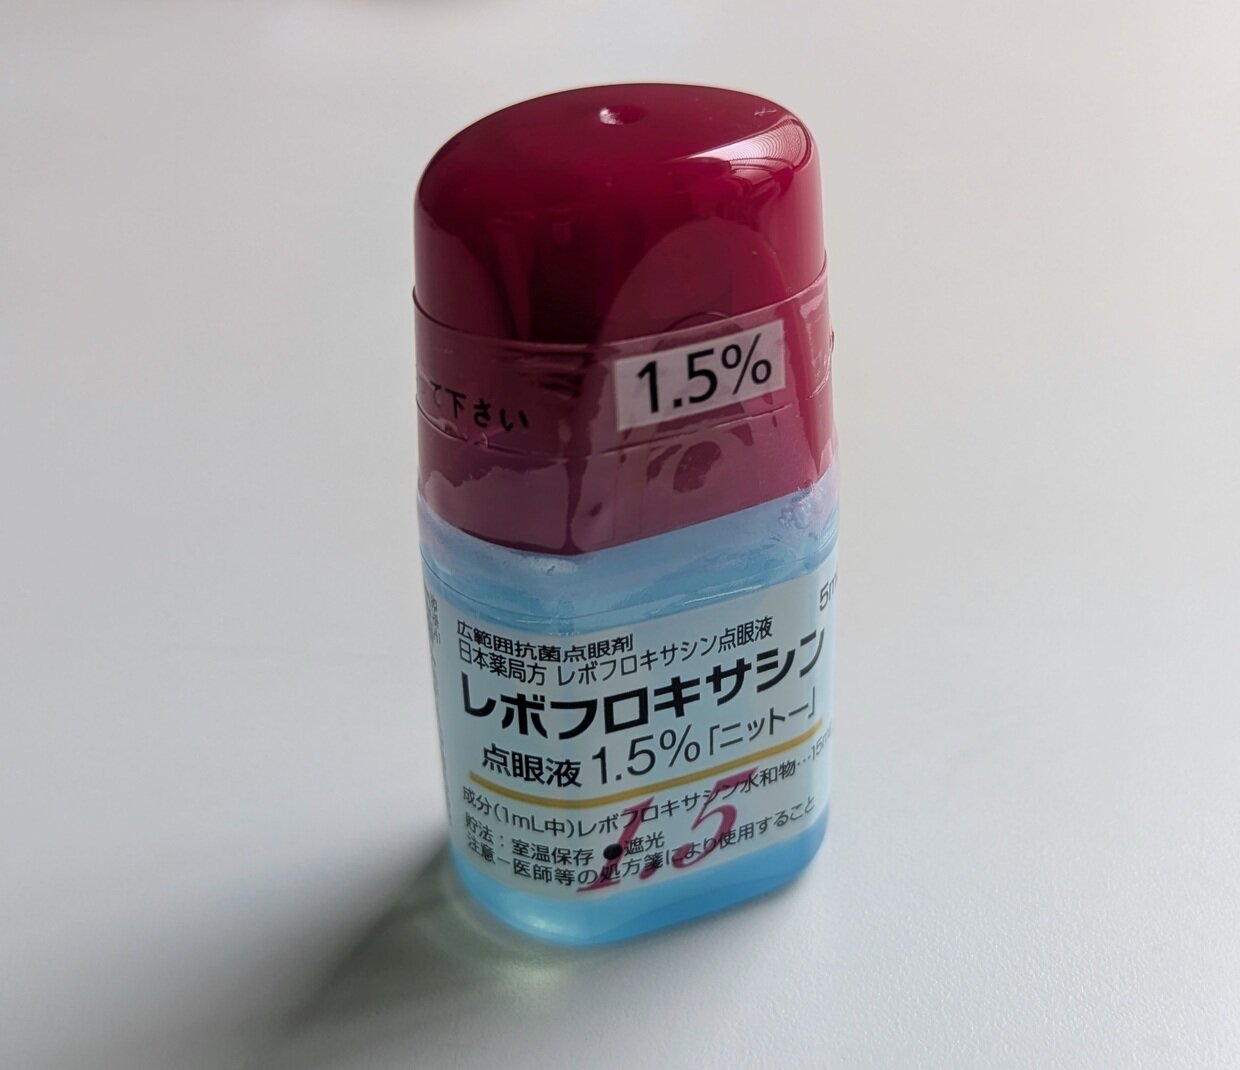 て下さい
1.5%
5m
広範囲抗菌点眼剤
日本薬局方 レボフロキサシン点眼液
レボフロキサシン
点眼液 1.5%「ニットー」
1.5
成分(1mL中)レボフロキサシン水和物…15m
貯法：室温保存 ●遮光
注意－医師等の処方箋により使用すること